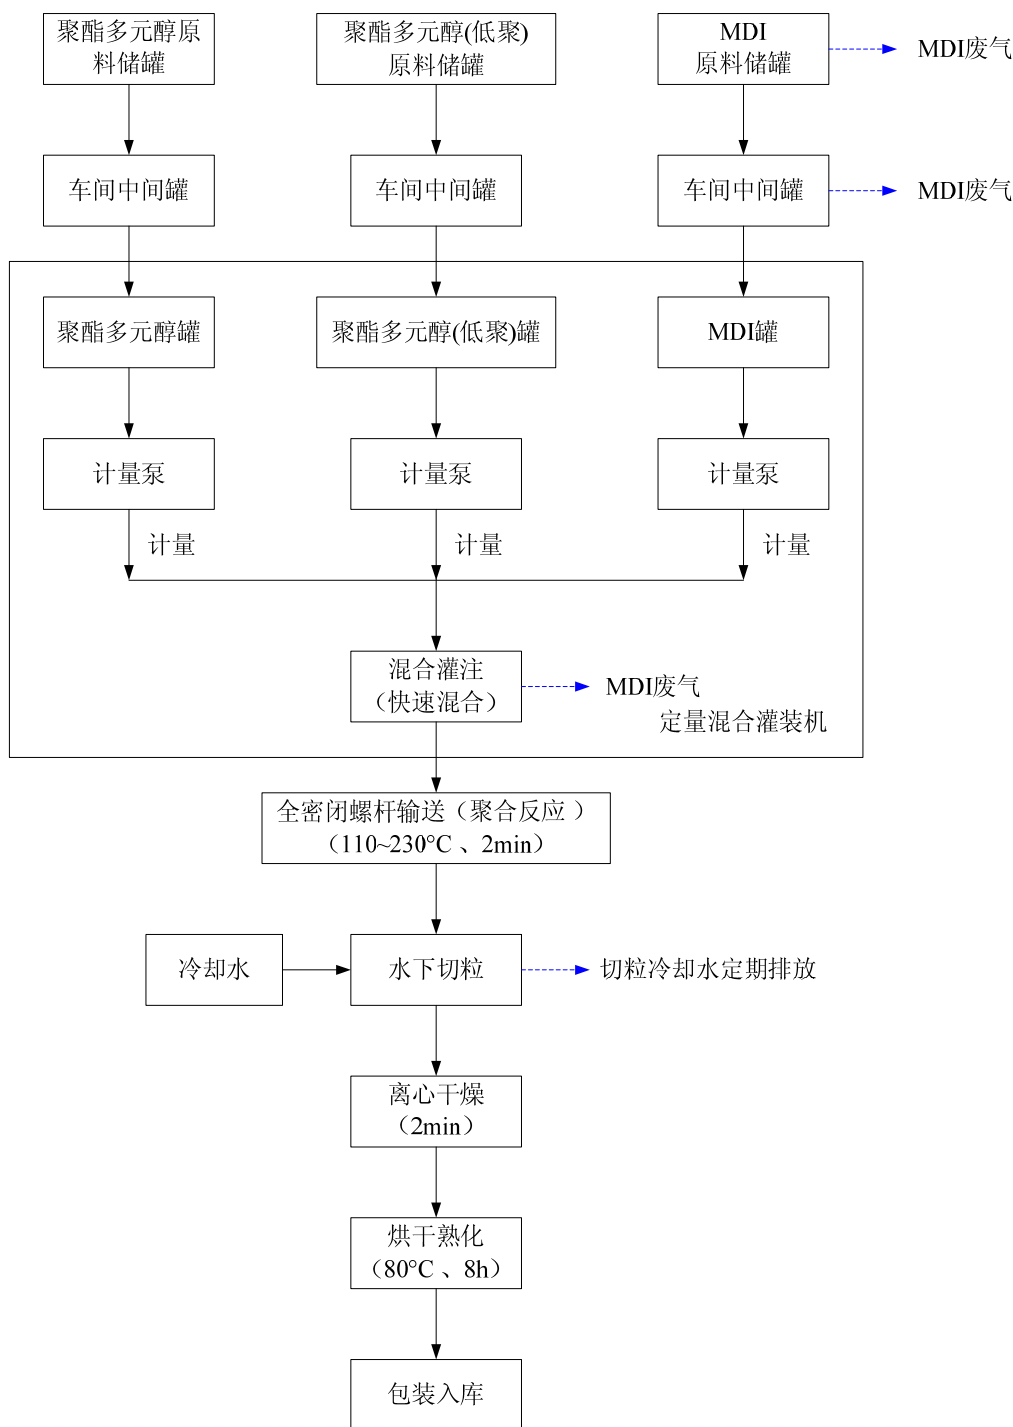 聚酯多元醇原
料储罐
聚酯多元醇(低聚)
原料储罐
MDI
原料储罐
MDI废气
车间中间罐
车间中间罐
车间中间罐
MDI废气
聚酯多元醇罐
聚酯多元醇(低聚)罐
MDI罐
计量泵
计量泵
计量泵
计量
计量
计量
混合灌注
（快速混合）
MDI废气
定量混合灌装机
全密闭螺杆输送（聚合反应 ）
（110~230°C 、2min）
冷却水
水下切粒
切粒冷却水定期排放
离心干燥
（2min）
烘干熟化
（80°C 、8h）
包装入库